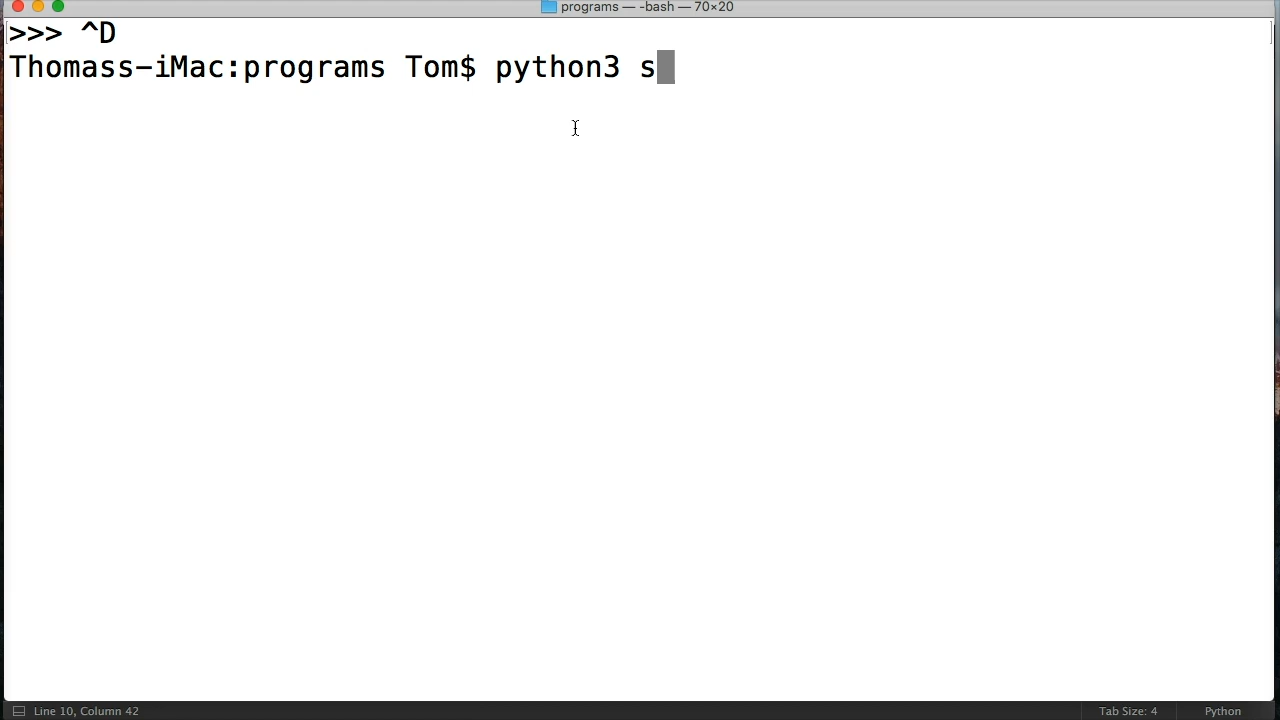 programs — -bash — 70×20
>>> ^D
Thomass-iMac:programs Tom$ python3 s
Line 10, Column 42
Tab Size: 4
Python